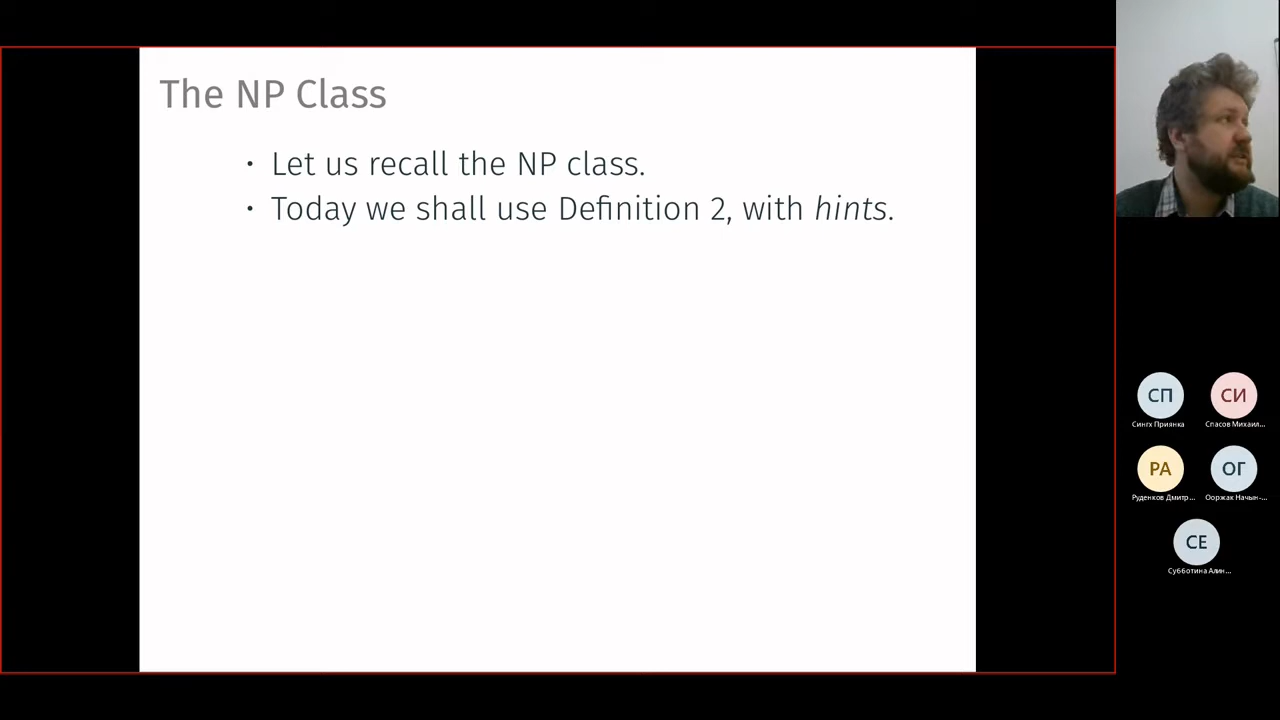 The NP Class
• Let us recall the NP class.
• Today we shall use Definition 2, with hints.
СП
СИ
Сингх Приянка
Спасов Михаил...
РА
ОГ
Руденков Дмитр...
Ооржак Начын-...
СЕ
Субботина Алин...